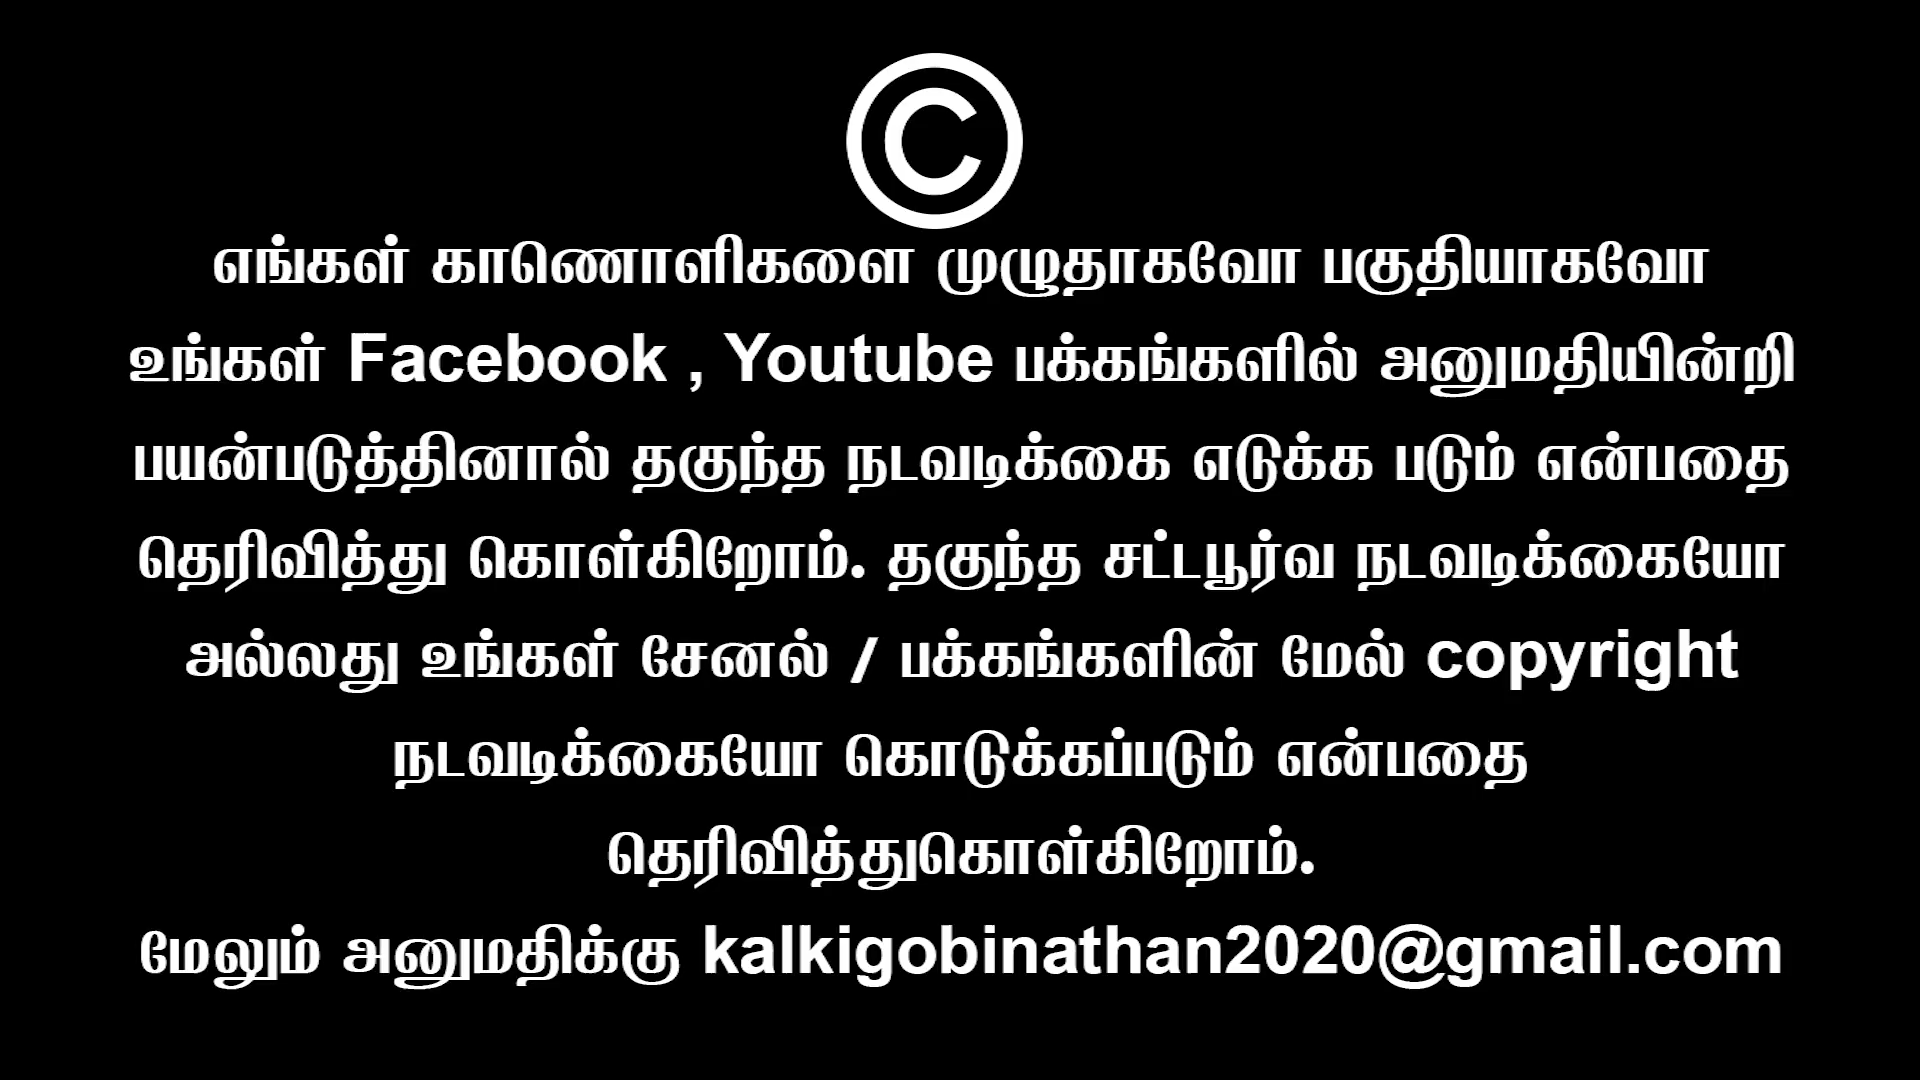 ©
எங்கள் காணொளிகளை முழுதாகவோ பகுதியாகவோ
உங்கள் Facebook , Youtube பக்கங்களில் அனுமதியின்றி
பயன்படுத்தினால் தகுந்த நடவடிக்கை எடுக்க படும் என்பதை
தெரிவித்து கொள்கிறோம். தகுந்த சட்டபூர்வ நடவடிக்கையோ
அல்லது உங்கள் சேனல் / பக்கங்களின் மேல் copyright
நடவடிக்கையோ கொடுக்கப்படும் என்பதை
தெரிவித்துகொள்கிறோம்.
மேலும் அனுமதிக்கு kalkigobinathan2020@gmail.com